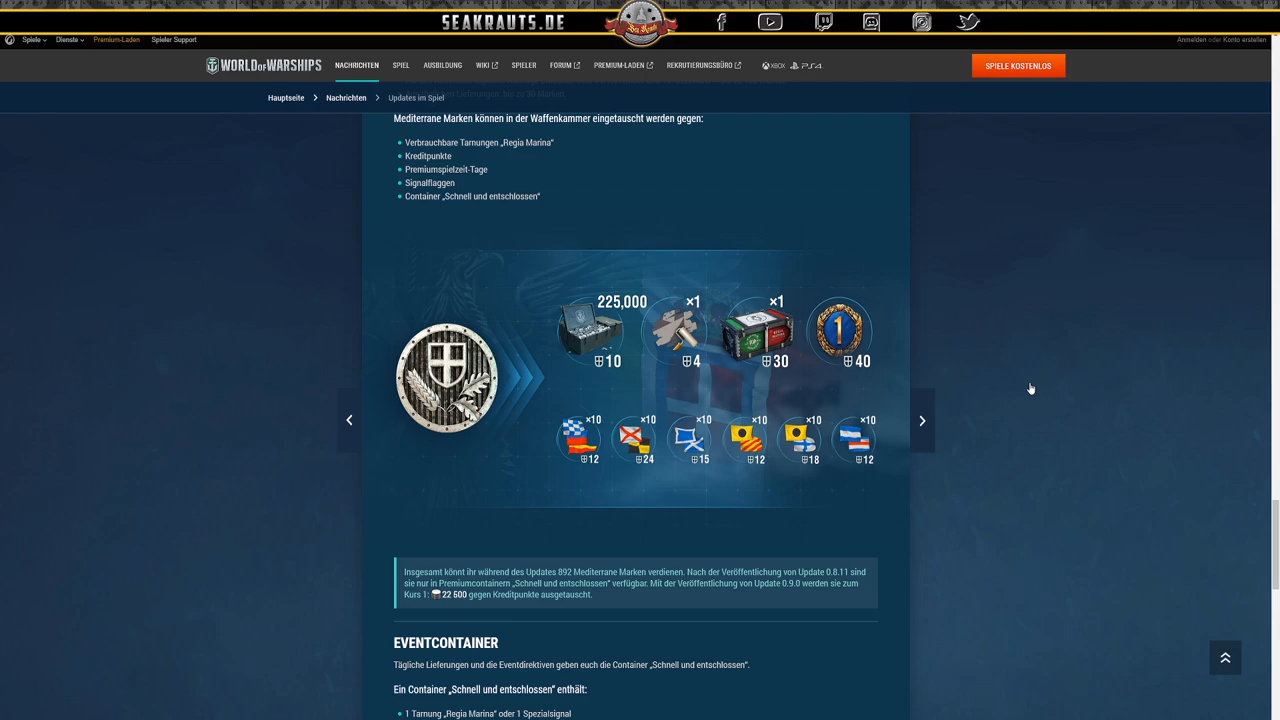 SEAKRAUTS.DE
Spiele
Dienste
Premium-Laden
Spieler Support
Anmelden oder Konto erstellen
WORLD OF WARSHIPS
NACHRICHTEN
SPIEL
AUSBILDUNG
WIKI
SPIELER
FORUM
PREMIUM-LADEN
REKRUTIERUNGSBÜRO
XBOX
PS4
SPIELE KOSTENLOS
Hauptseite
Nachrichten
Updates im Spiel
Mediterrane Marken können in der Waffenkammer eingetauscht werden gegen:
Verbrauchbare Tarnungen „Regia Marina“
Kreditpunkte
Premiumspielzeit-Tage
Signalflaggen
Container „Schnell und entschlossen“
225,000
×1
×1
1
10
4
30
40
×10
×10
×10
×10
×10
×10
12
24
15
12
18
12
Insgesamt könnt ihr während des Updates 892 Mediterrane Marken verdienen. Nach der Veröffentlichung von Update 0.8.11 sind
sie nur in Premiumcontainern „Schnell und entschlossen“ verfügbar. Mit der Veröffentlichung von Update 0.9.0 werden sie zum
Kurs 1: 22 500 gegen Kreditpunkte ausgetauscht.
EVENTCONTAINER
Tägliche Lieferungen und die Eventdirektiven geben euch die Container „Schnell und entschlossen“.
Ein Container „Schnell und entschlossen“ enthält:
1 Tarnung „Regia Marina“ oder 1 Spezialsignal